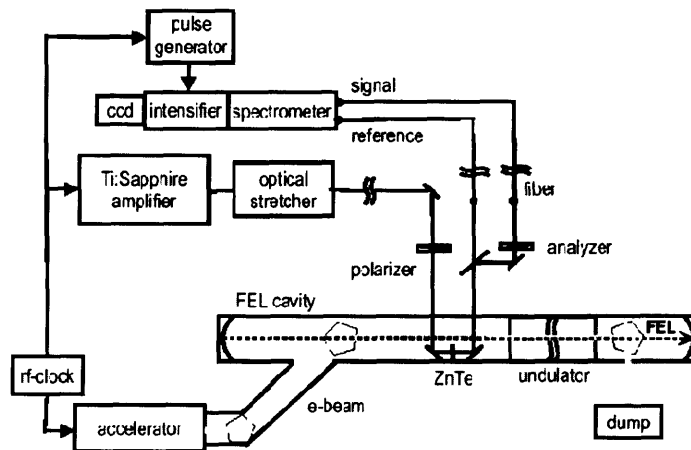 pulse
generator
signal
ccd
intensifier
spectrometer
reference
Ti:Sapphire
amplifier
optical
stretcher
fiber
polarizer
analyzer
FEL cavity
FEL
ZnTe
undulator
rf-clock
e-beam
accelerator
dump